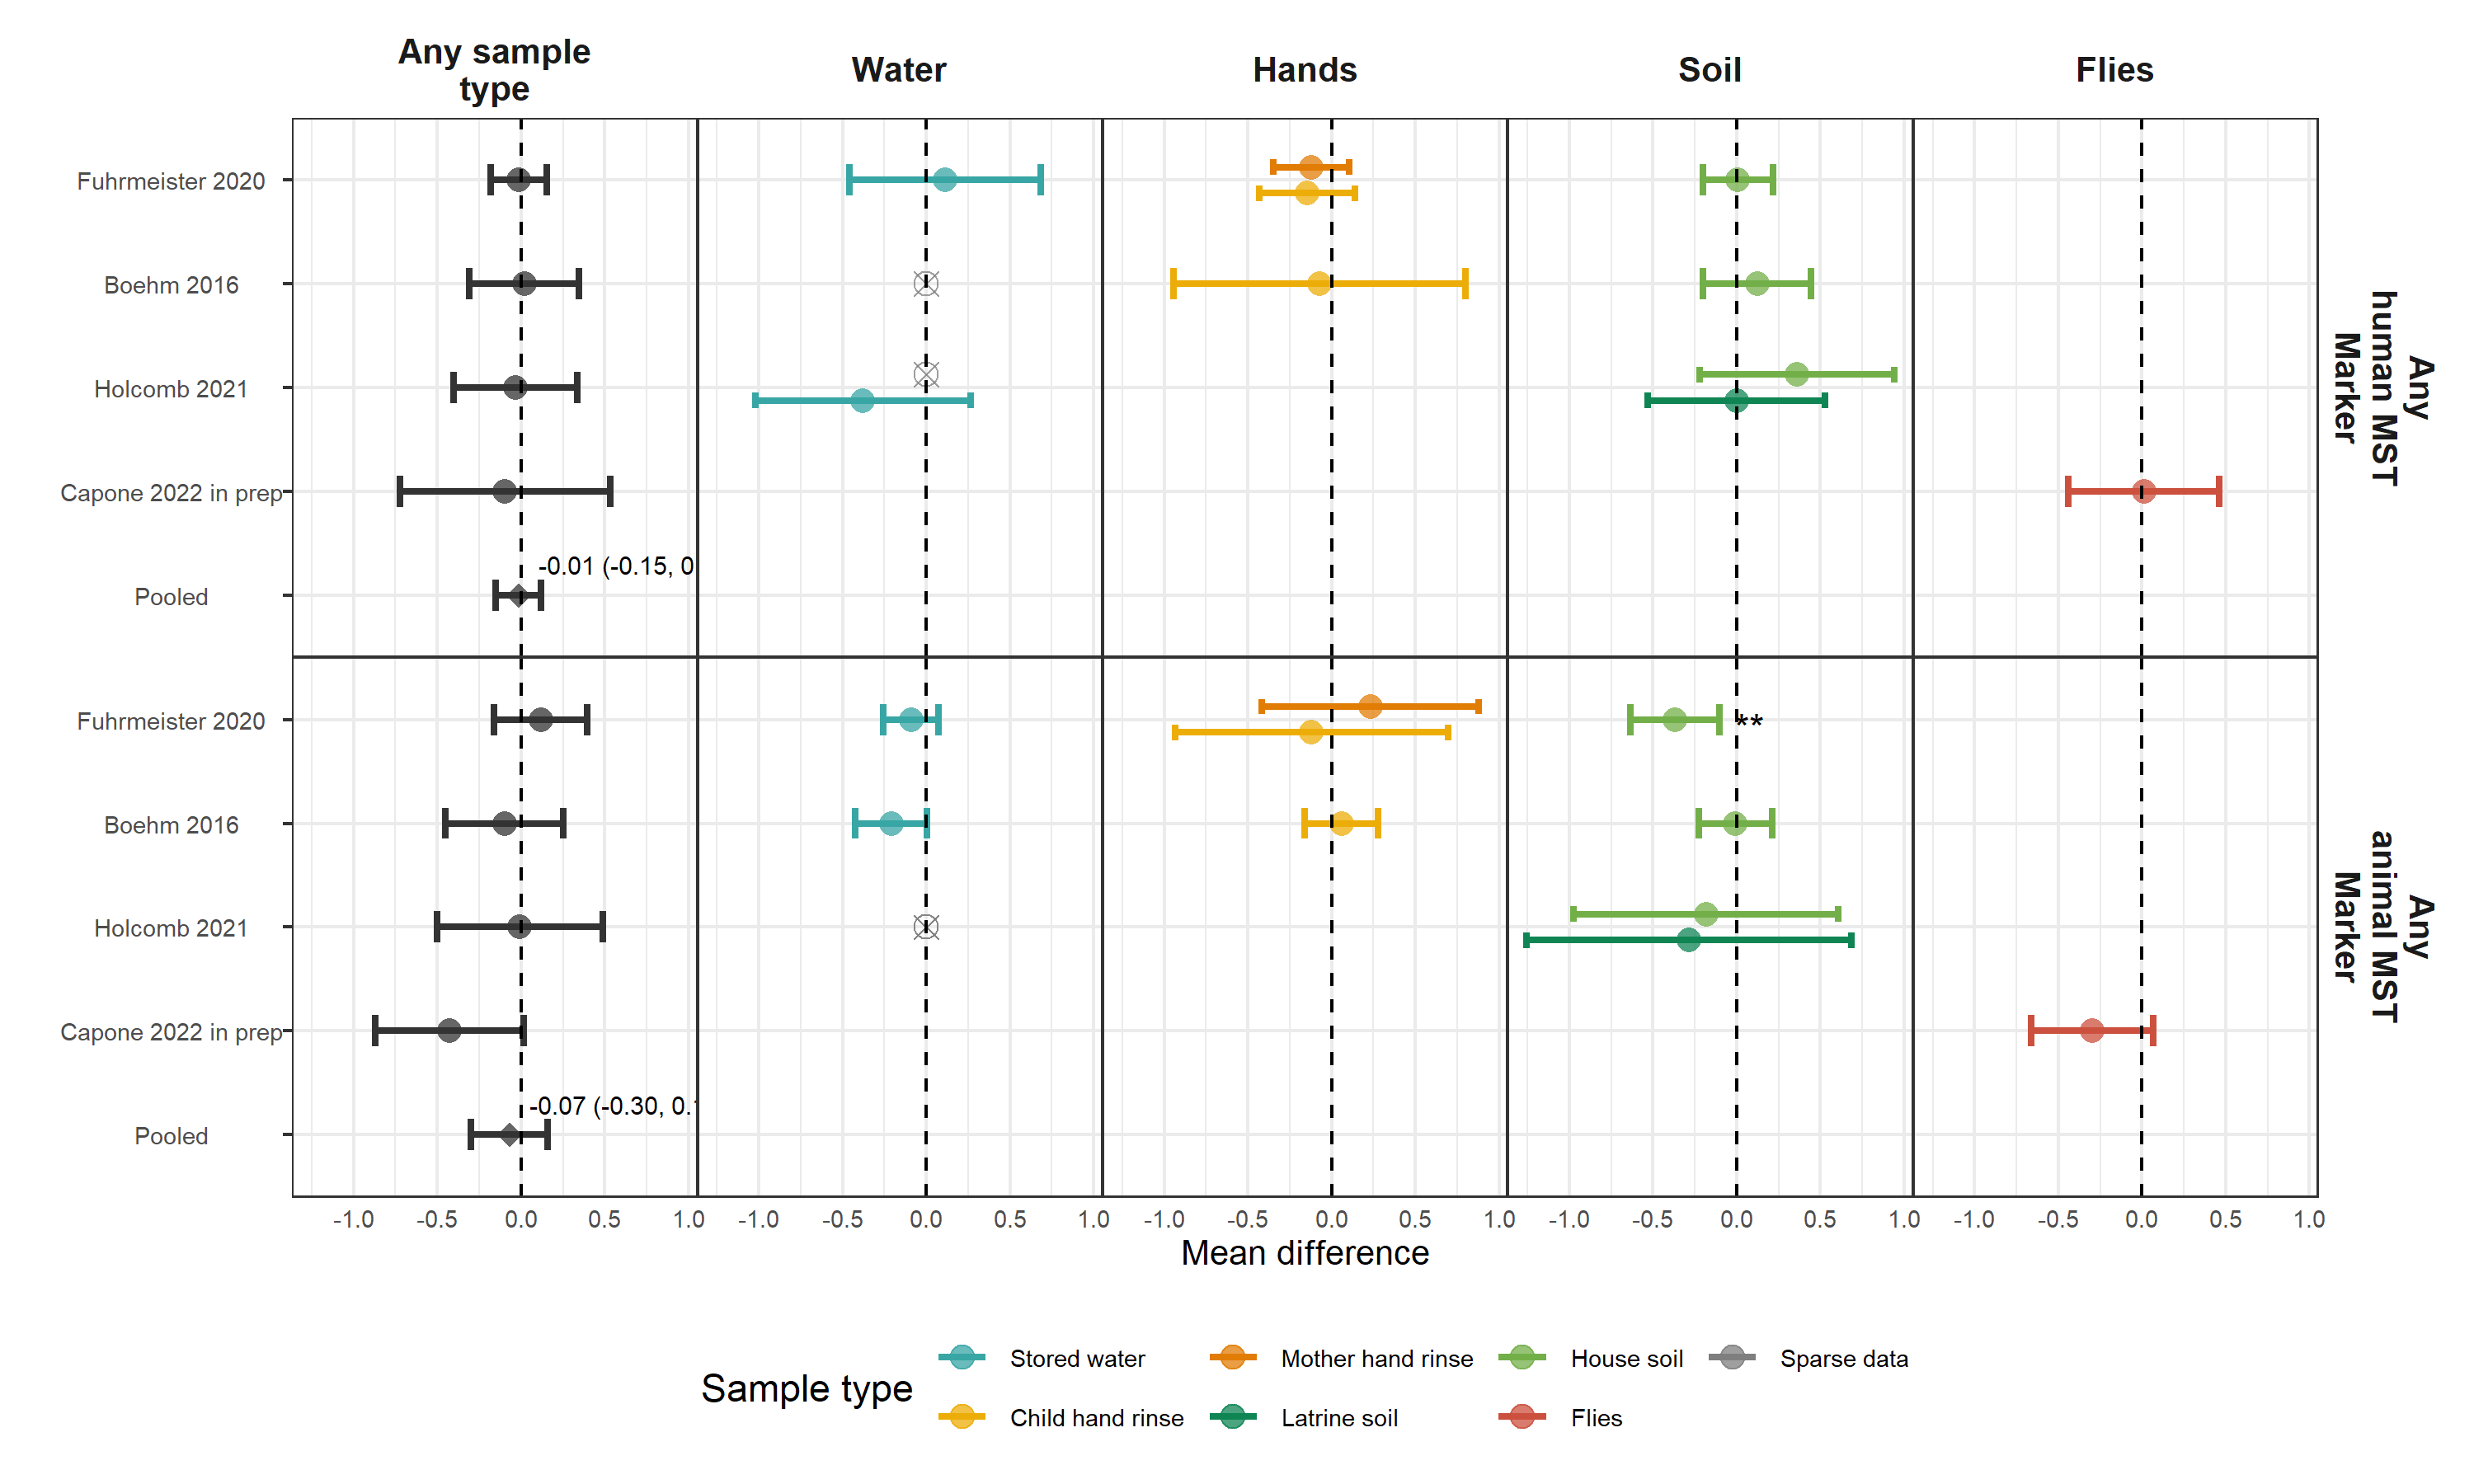 Any sample
type
Water
Hands
Soil
Flies
Fuhrmeister 2020
Boehm 2016
Holcomb 2021
Capone 2022 in prep
Pooled
-0.01 (-0.15, 0
Any
human MST
Marker
Fuhrmeister 2020
Boehm 2016
Holcomb 2021
Capone 2022 in prep
Pooled
**
-0.07 (-0.30, 0.
Any
animal MST
Marker
-1.0 -0.5 0.0 0.5 1.0 -1.0 -0.5 0.0 0.5 1.0 -1.0 -0.5 0.0 0.5 1.0 -1.0 -0.5 0.0 0.5 1.0 -1.0 -0.5 0.0 0.5 1.0
Mean difference
Sample type
Stored water
Mother hand rinse
House soil
Sparse data
Child hand rinse
Latrine soil
Flies